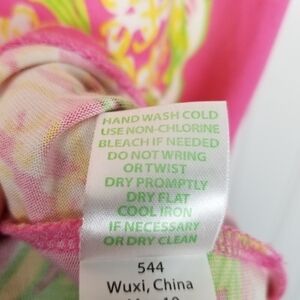 HAND WASH COLD
USE NON-CHLORINE
BLEACH IF NEEDED
DO NOT WRING
OR TWIST
DRY PROMPTLY
DRY FLAT
COOL IRON
IF NECESSARY
OR DRY CLEAN
544
Wuxi, China